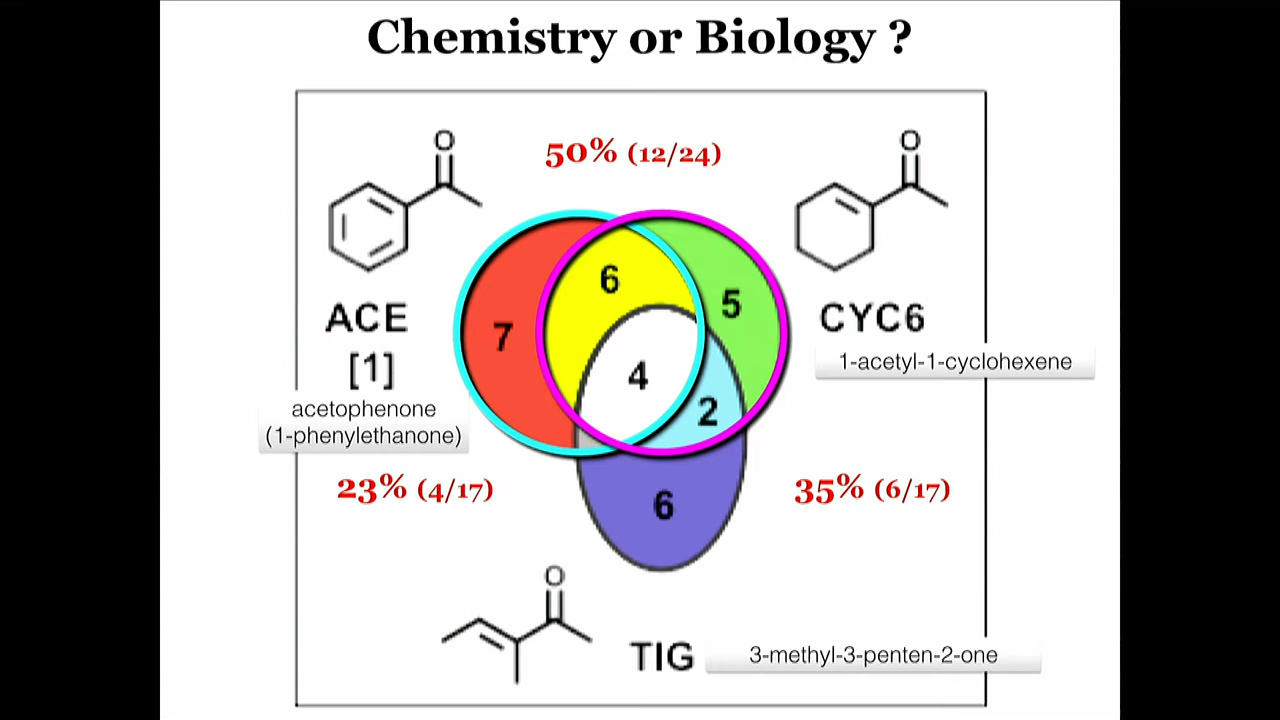 Chemistry or Biology ?
50% (12/24)
O
O
ACE
[1]
acetophenone
(1-phenylethanone)
CYC6
1-acetyl-1-cyclohexene
7
6
5
4
2
6
23% (4/17)
35% (6/17)
O
TIG
3-methyl-3-penten-2-one